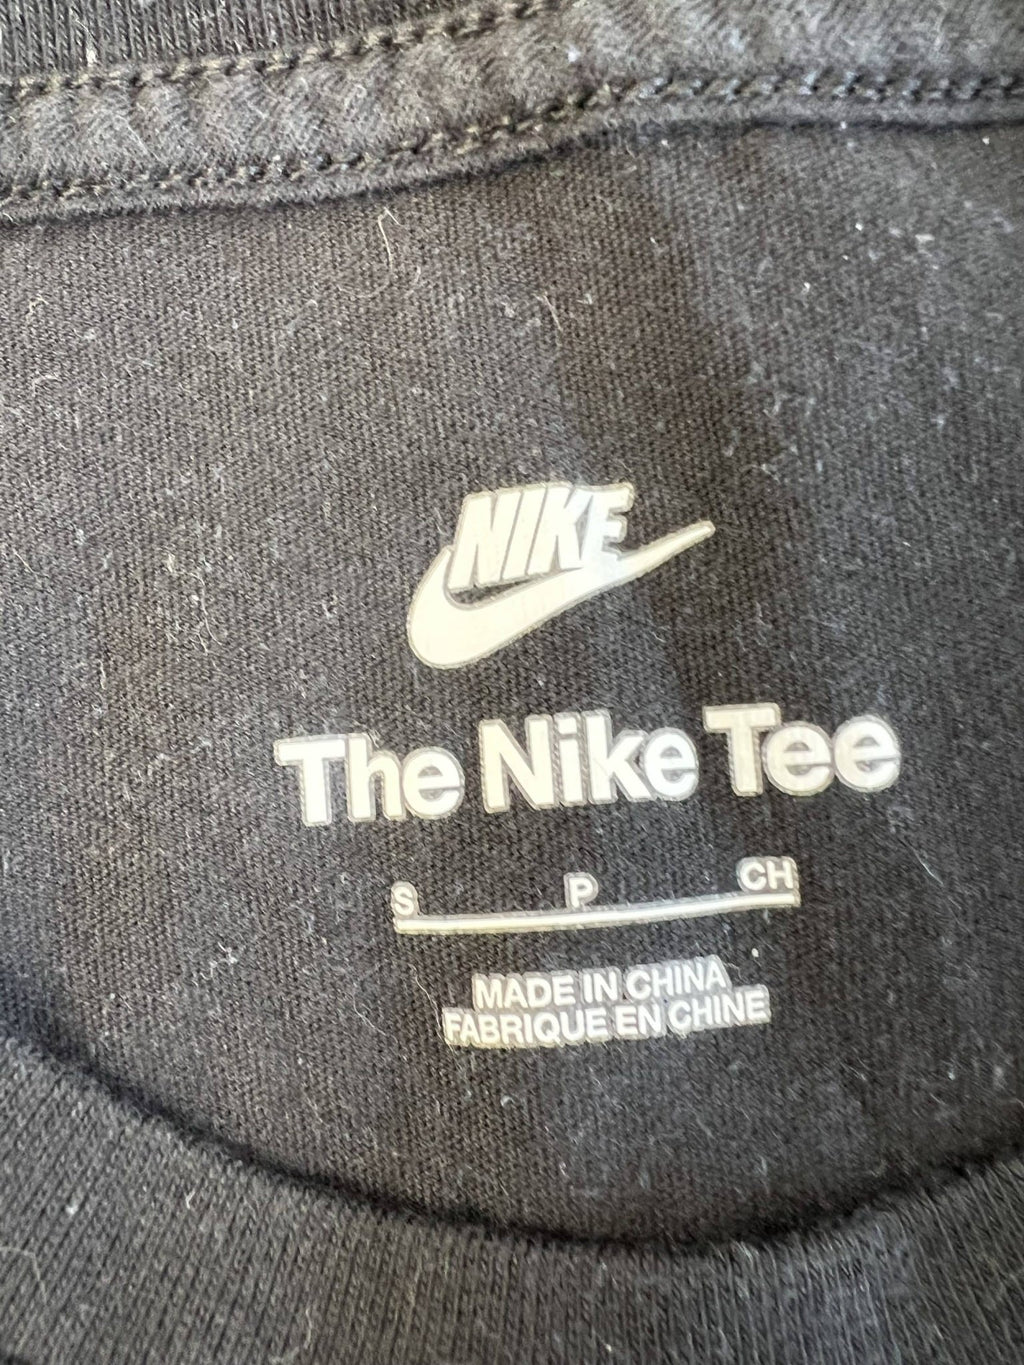 NIKE
The Nike Tee
S P CH
MADE IN CHINA
FABRIQUE EN CHINE